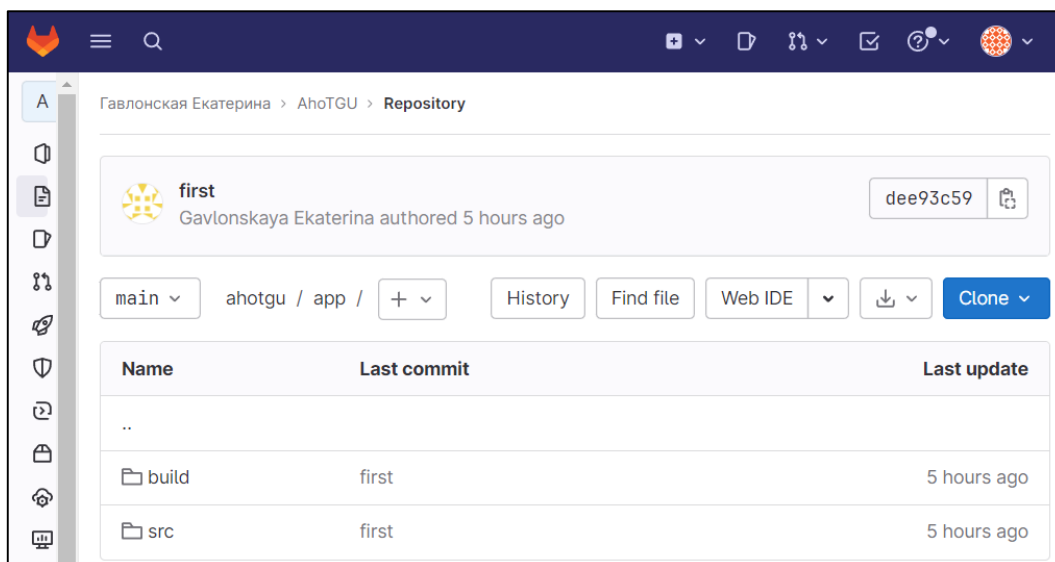 A
Гавлонская Екатерина > AhoTGU > Repository
first
Gavlonskaya Ekaterina authored 5 hours ago
dee93c59
main ahotgu / app / + History Find file Web IDE Clone
Name Last commit Last update
..
build first 5 hours ago
src first 5 hours ago